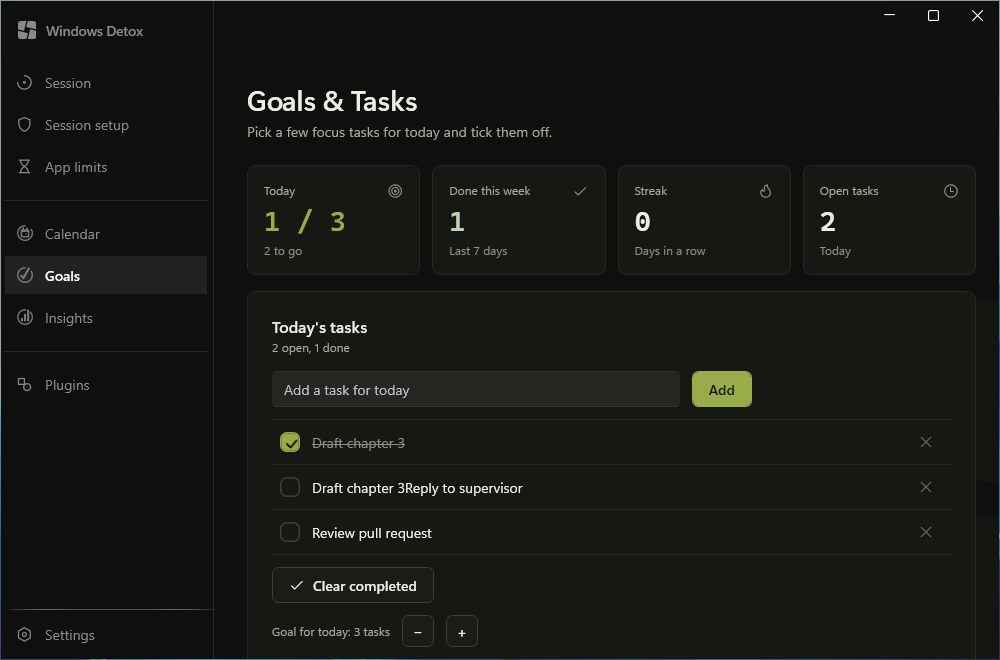 Windows Detox
Session
Session setup
App limits
Calendar
Goals
Insights
Plugins
Settings
Goals & Tasks
Pick a few focus tasks for today and tick them off.
Today
1 / 3
2 to go
Done this week
1
Last 7 days
Streak
0
Days in a row
Open tasks
2
Today
Today's tasks
2 open, 1 done
Add a task for today
Add
Draft chapter 3
Draft chapter 3Reply to supervisor
Review pull request
Clear completed
Goal for today: 3 tasks
− +